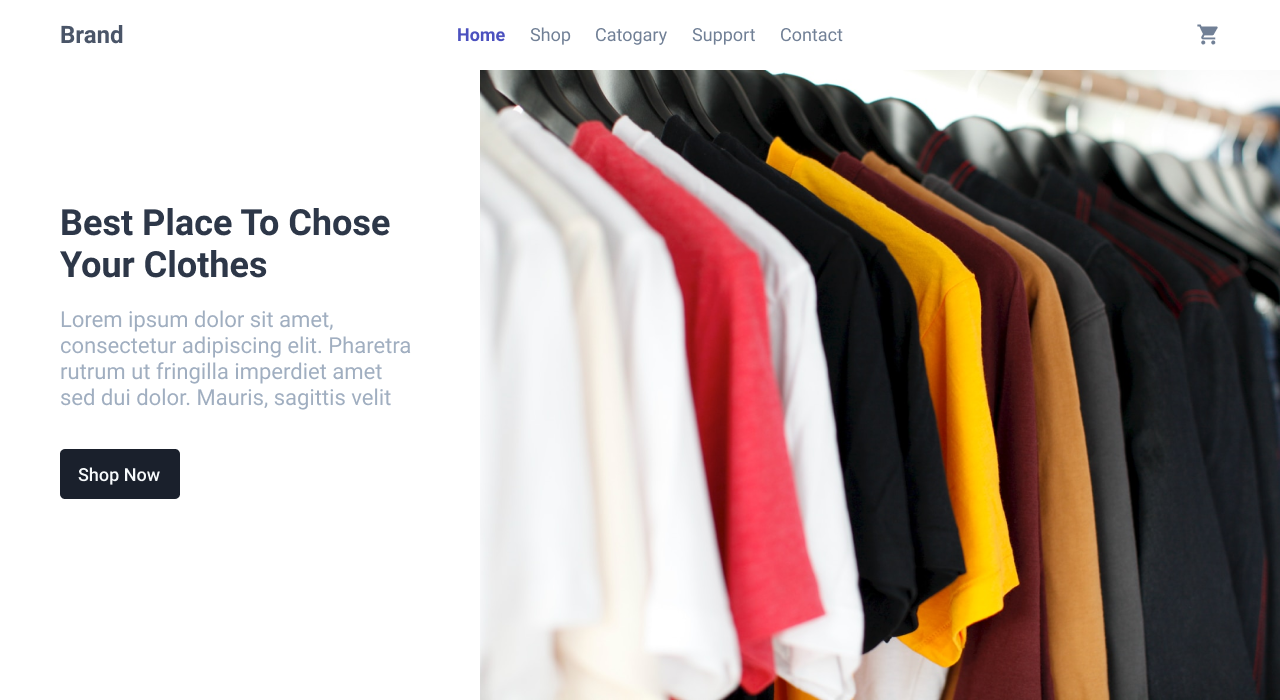 Brand
Home Shop Catogary Support Contact
Best Place To Chose
Your Clothes
Lorem ipsum dolor sit amet,
consectetur adipiscing elit. Pharetra
rutrum ut fringilla imperdiet amet
sed dui dolor. Mauris, sagittis velit
Shop Now